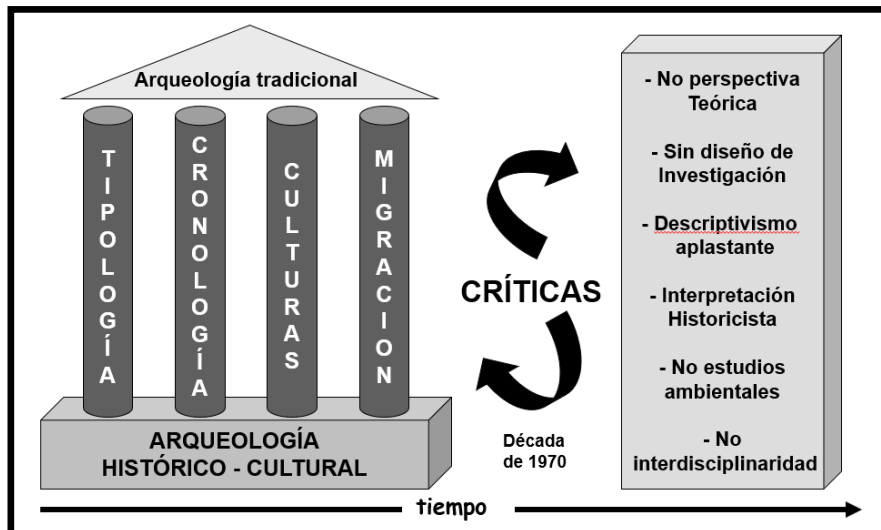 Arqueología tradicional
TIPOLOGÍA
CRONOLOGÍA
CULTURAS
MIGRACION
ARQUEOLOGÍA
HISTÓRICO - CULTURAL
CRÍTICAS
Década
de 1970
- No perspectiva
Teórica
- Sin diseño de
Investigación
- Descriptivismo
aplastante
- Interpretación
Historicista
- No estudios
ambientales
- No
interdisciplinaridad
tiempo